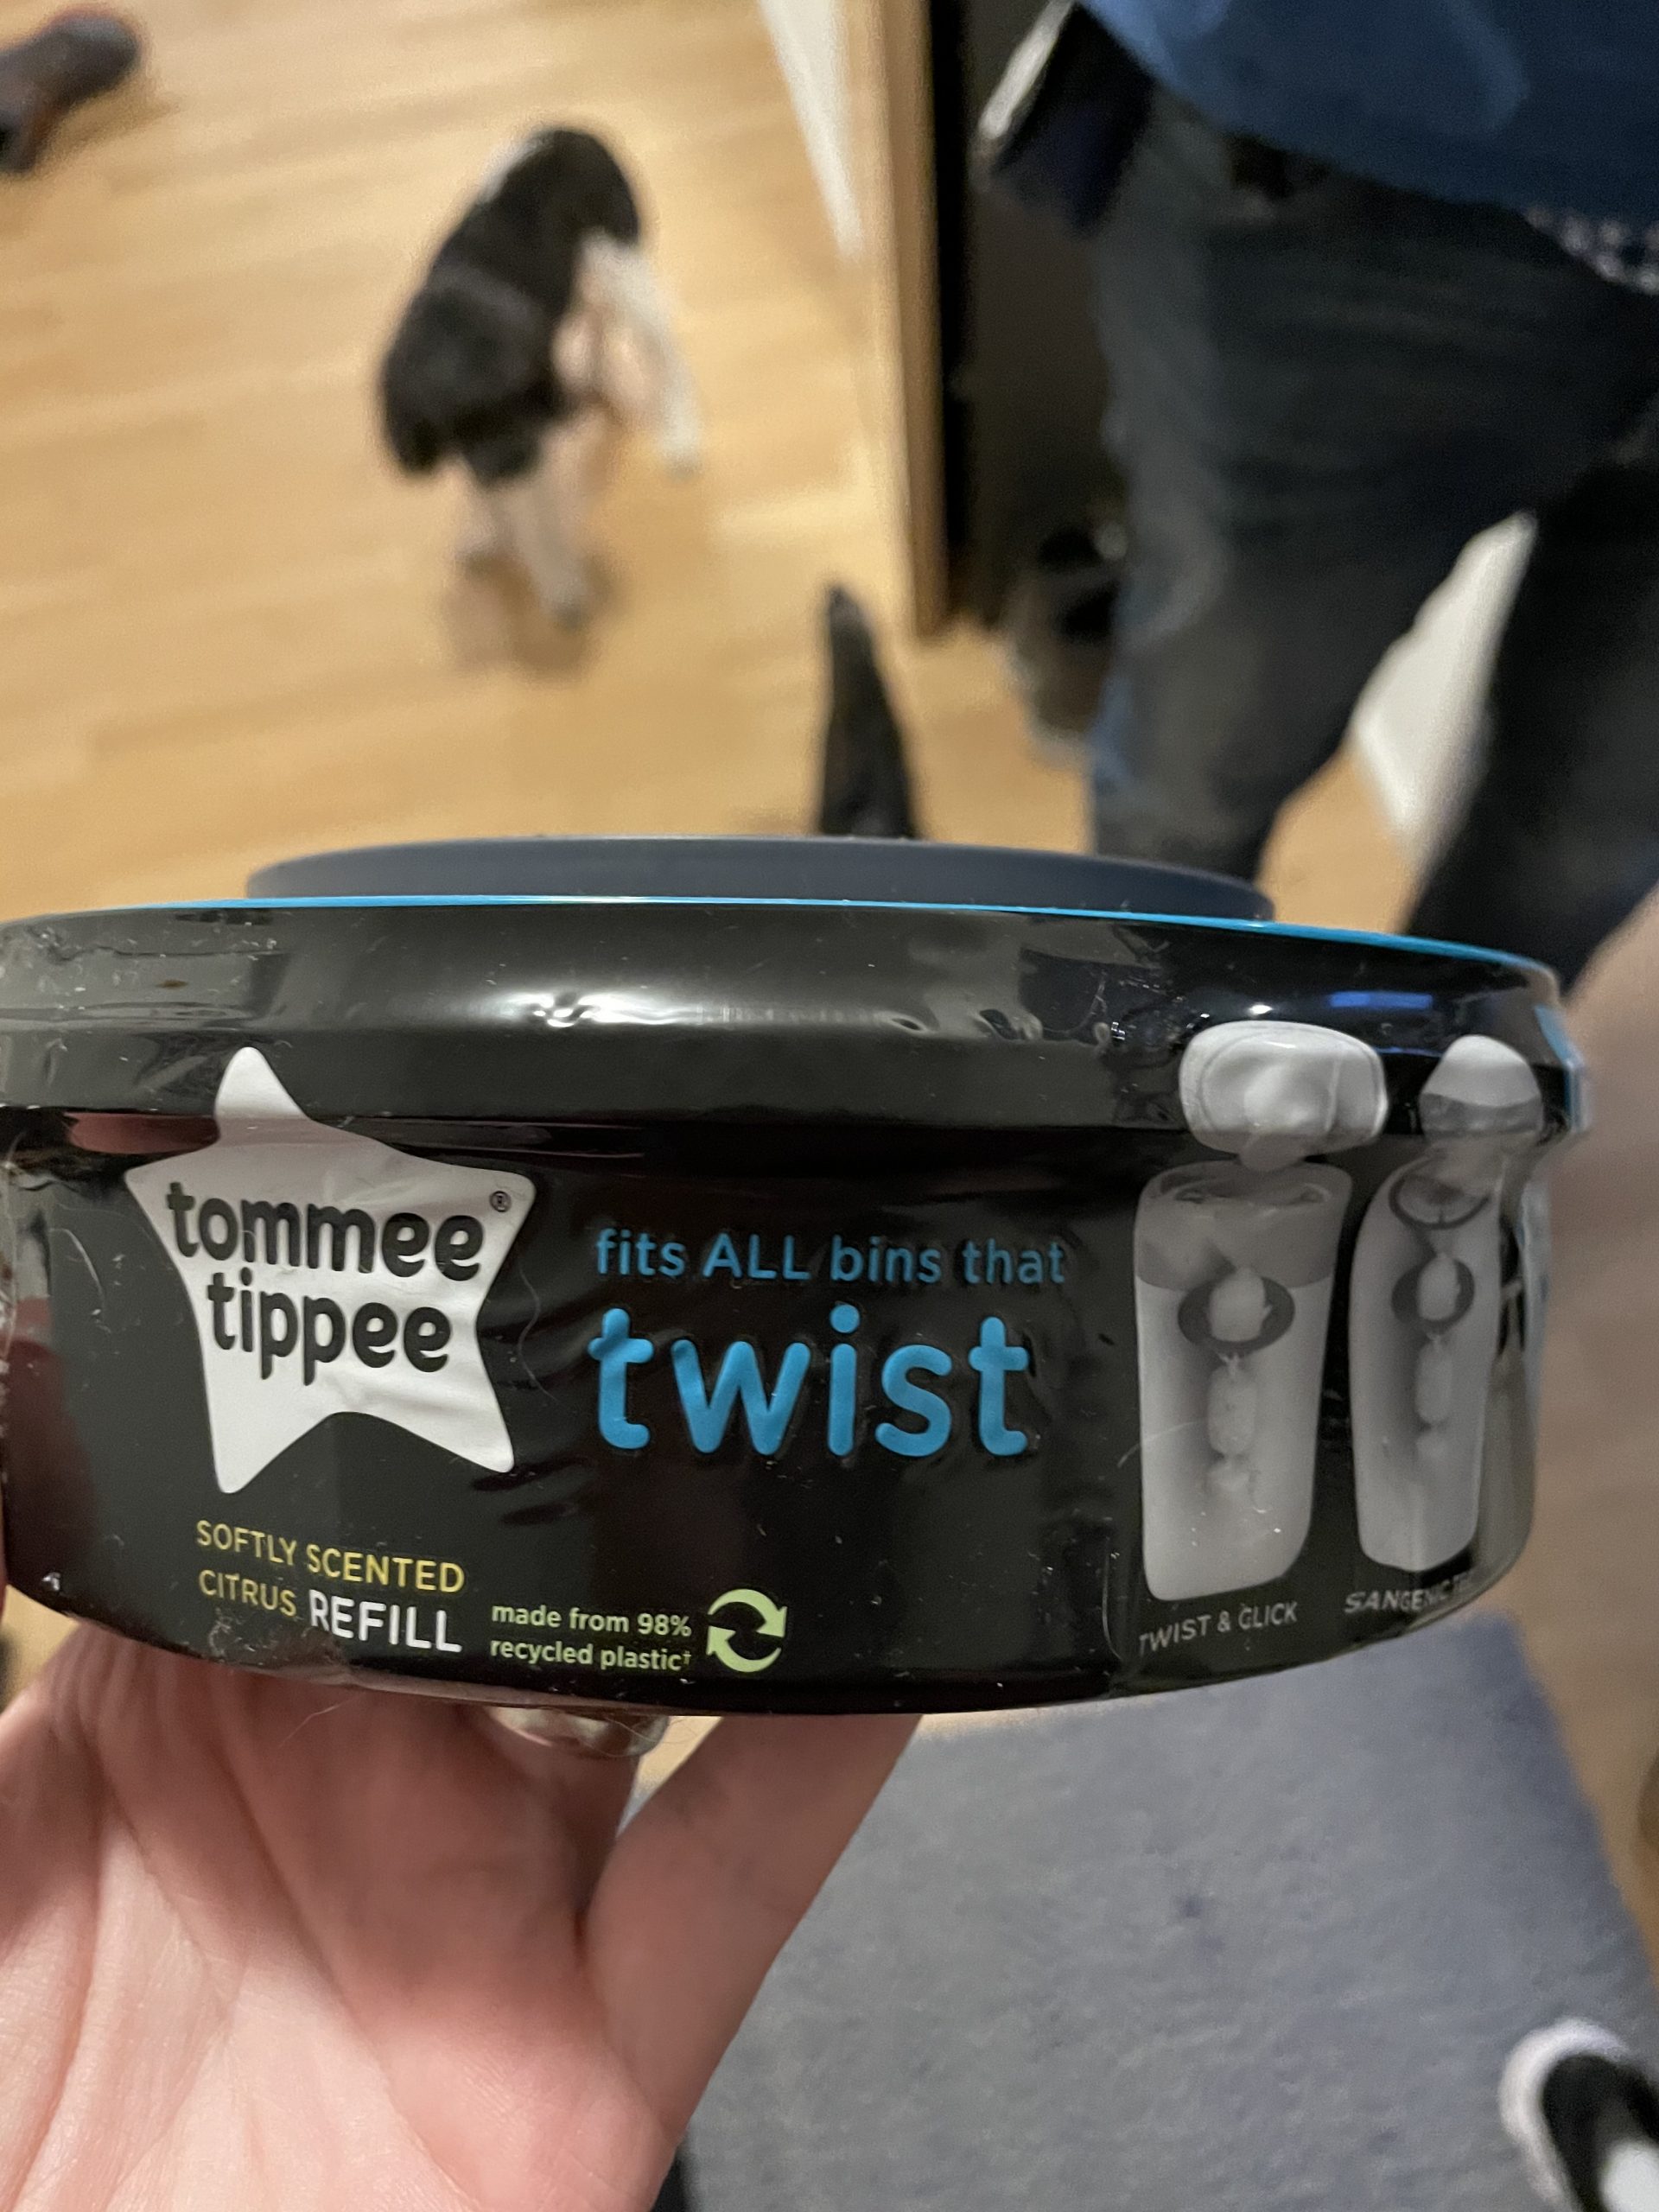 tommee®
tippee
fits ALL bins that
twist
SOFTLY SCENTED
CITRUS REFILL
made from 98%
recycled plastic†
TWIST & CLICK